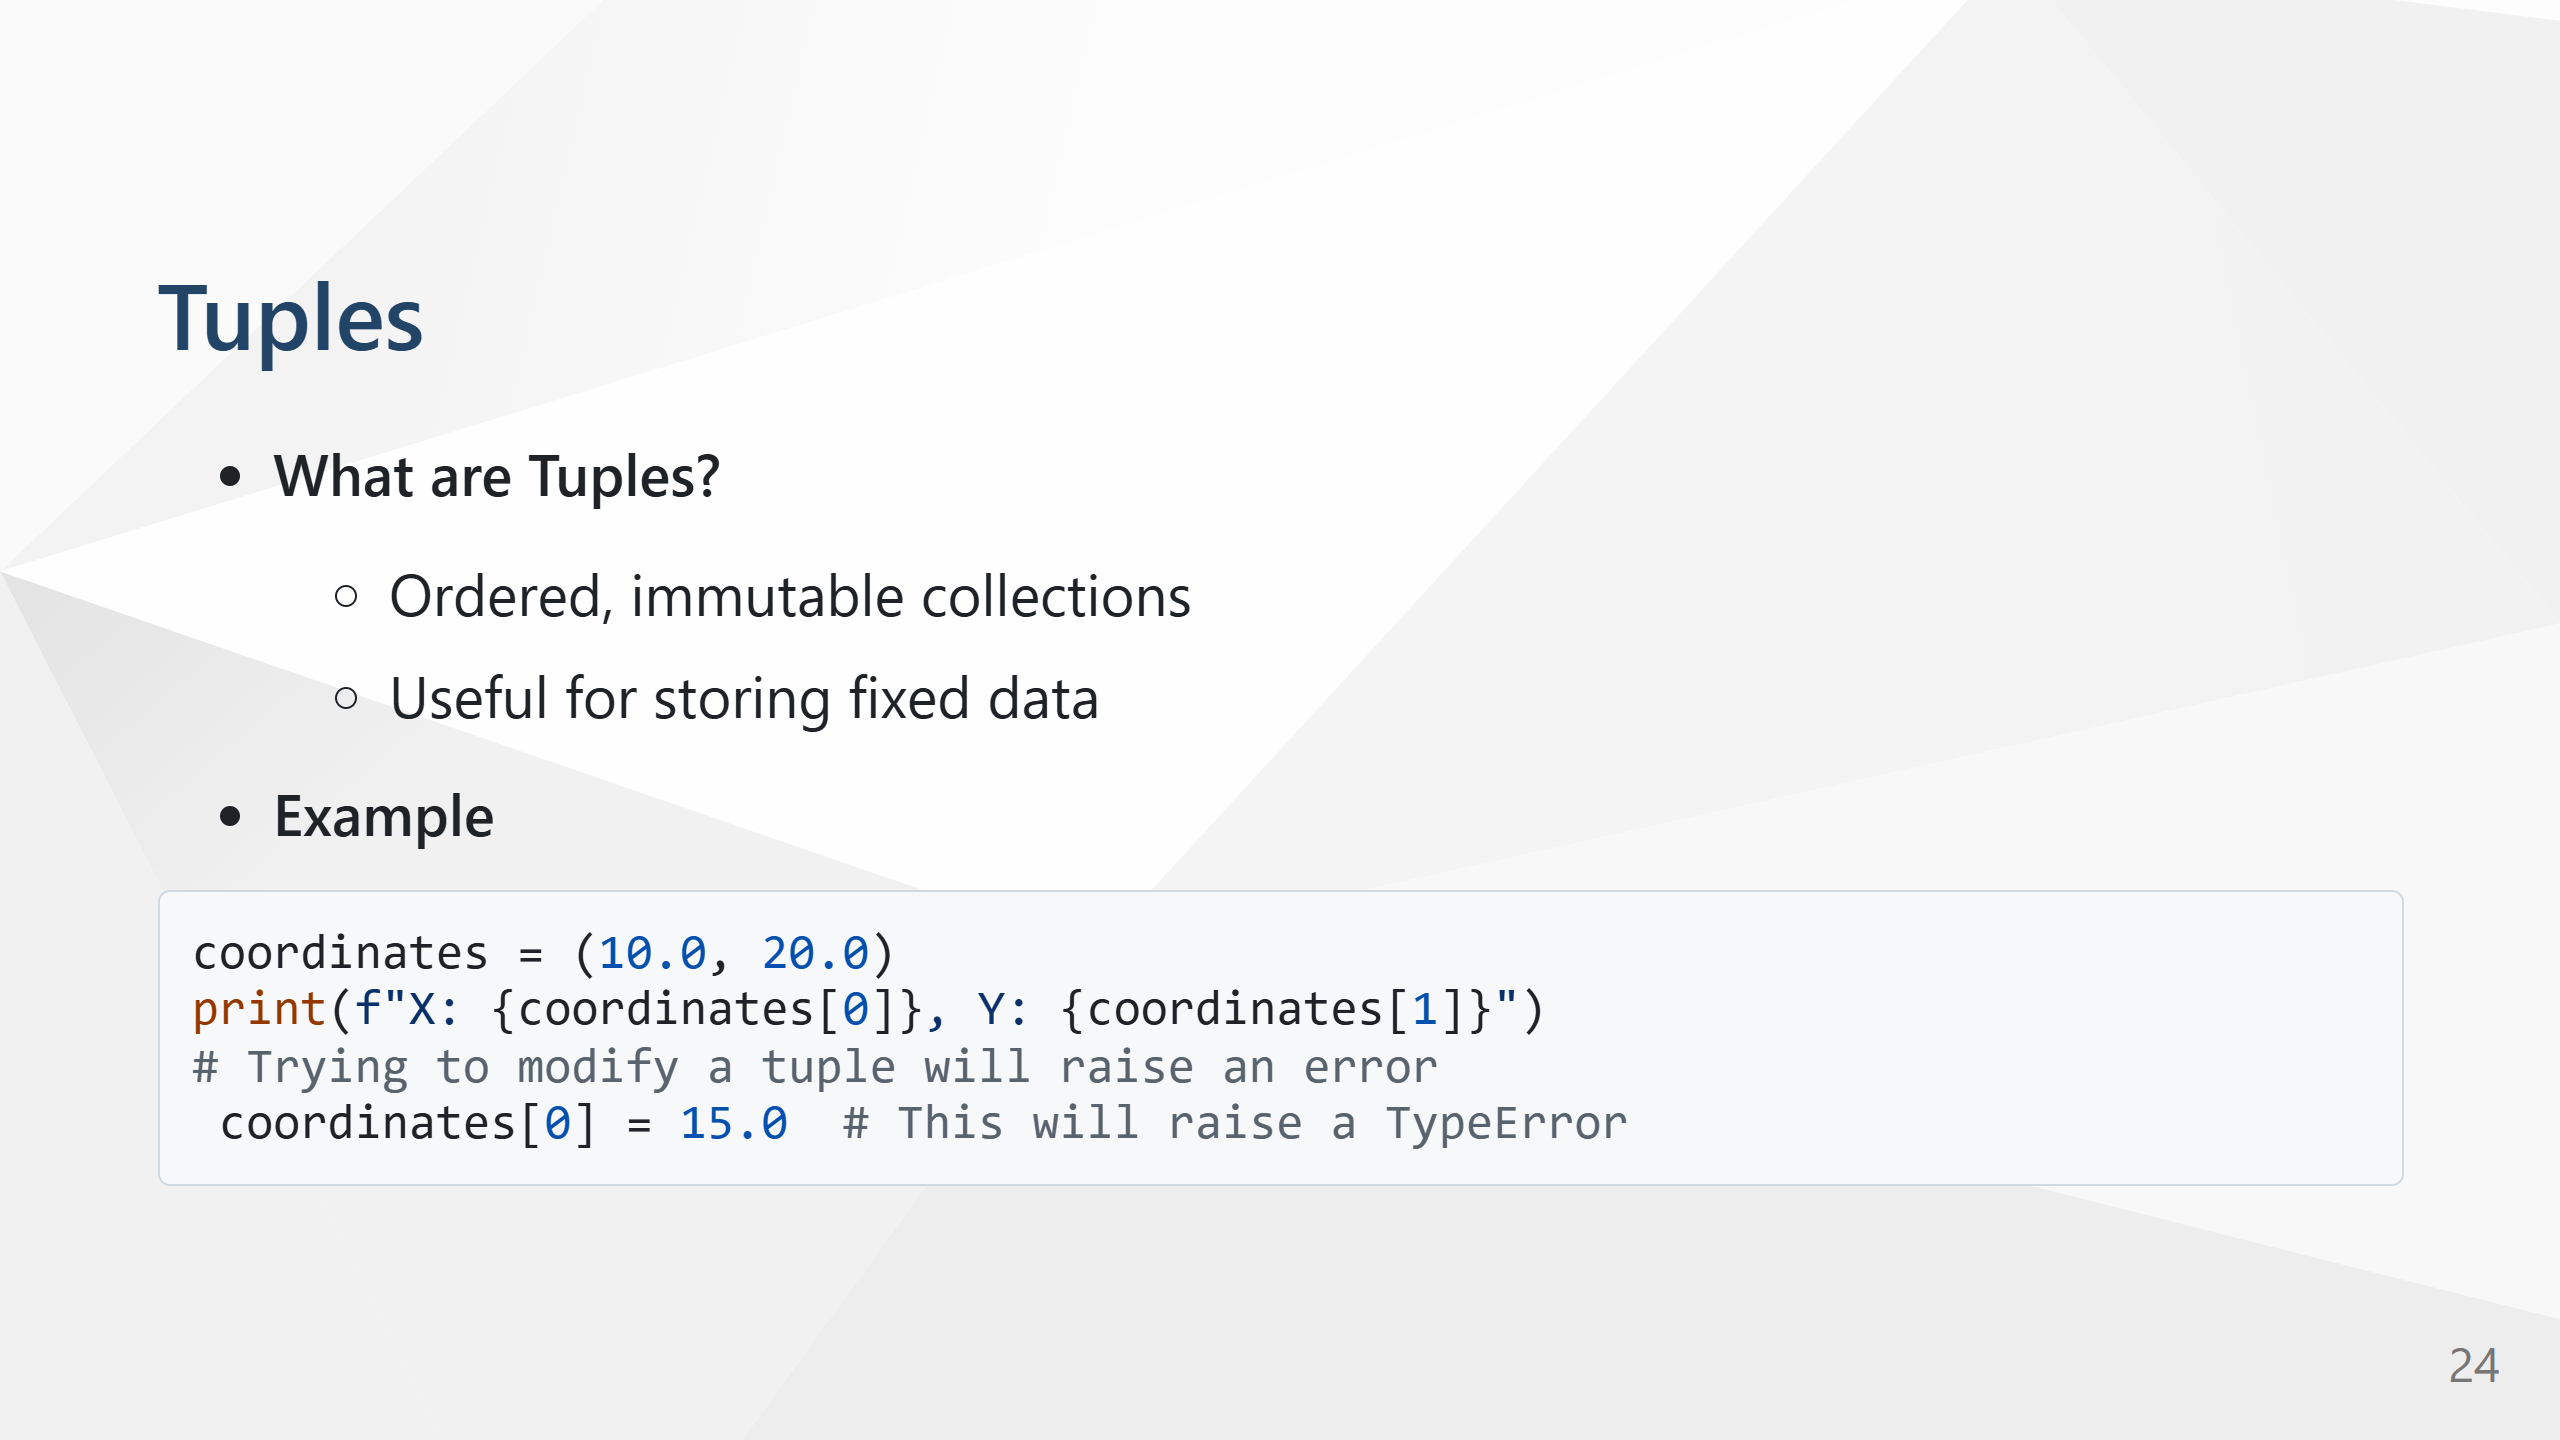 Tuples
• What are Tuples?
○ Ordered, immutable collections
○ Useful for storing fixed data
• Example
coordinates = (10.0, 20.0)
print(f"X: {coordinates[0]}, Y: {coordinates[1]}")
# Trying to modify a tuple will raise an error
 coordinates[0] = 15.0  # This will raise a TypeError
24